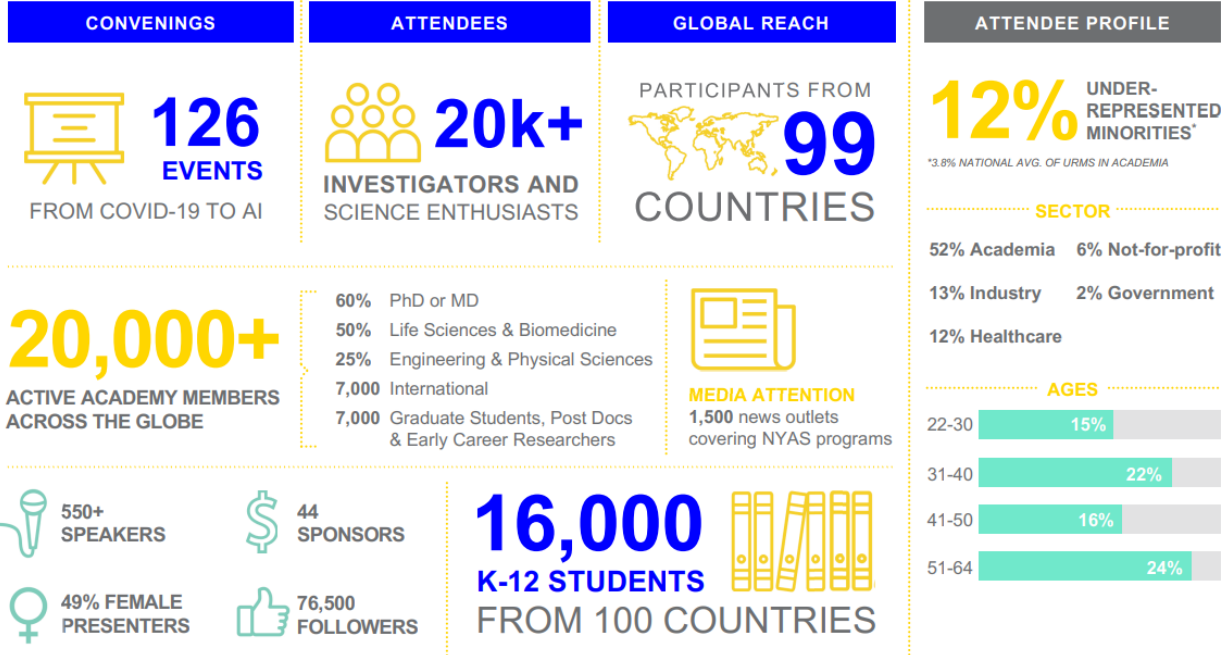 CONVENINGS
126
EVENTS
FROM COVID-19 TO AI
ATTENDEES
20k+
INVESTIGATORS AND
SCIENCE ENTHUSIASTS
GLOBAL REACH
PARTICIPANTS FROM
99
COUNTRIES
20,000+
ACTIVE ACADEMY MEMBERS
ACROSS THE GLOBE
60% PhD or MD
50% Life Sciences & Biomedicine
25% Engineering & Physical Sciences
7,000 International
7,000 Graduate Students, Post Docs
& Early Career Researchers
MEDIA ATTENTION
1,500 news outlets
covering NYAS programs
550+
SPEAKERS
44
SPONSORS
49% FEMALE
PRESENTERS
76,500
FOLLOWERS
16,000
K-12 STUDENTS
FROM 100 COUNTRIES
ATTENDEE PROFILE
12% UNDER-
REPRESENTED
MINORITIES*
*3.8% NATIONAL AVG. OF URMS IN ACADEMIA
SECTOR
52% Academia 6% Not-for-profit
13% Industry 2% Government
12% Healthcare
AGES
22-30 15%
31-40 22%
41-50 16%
51-64 24%